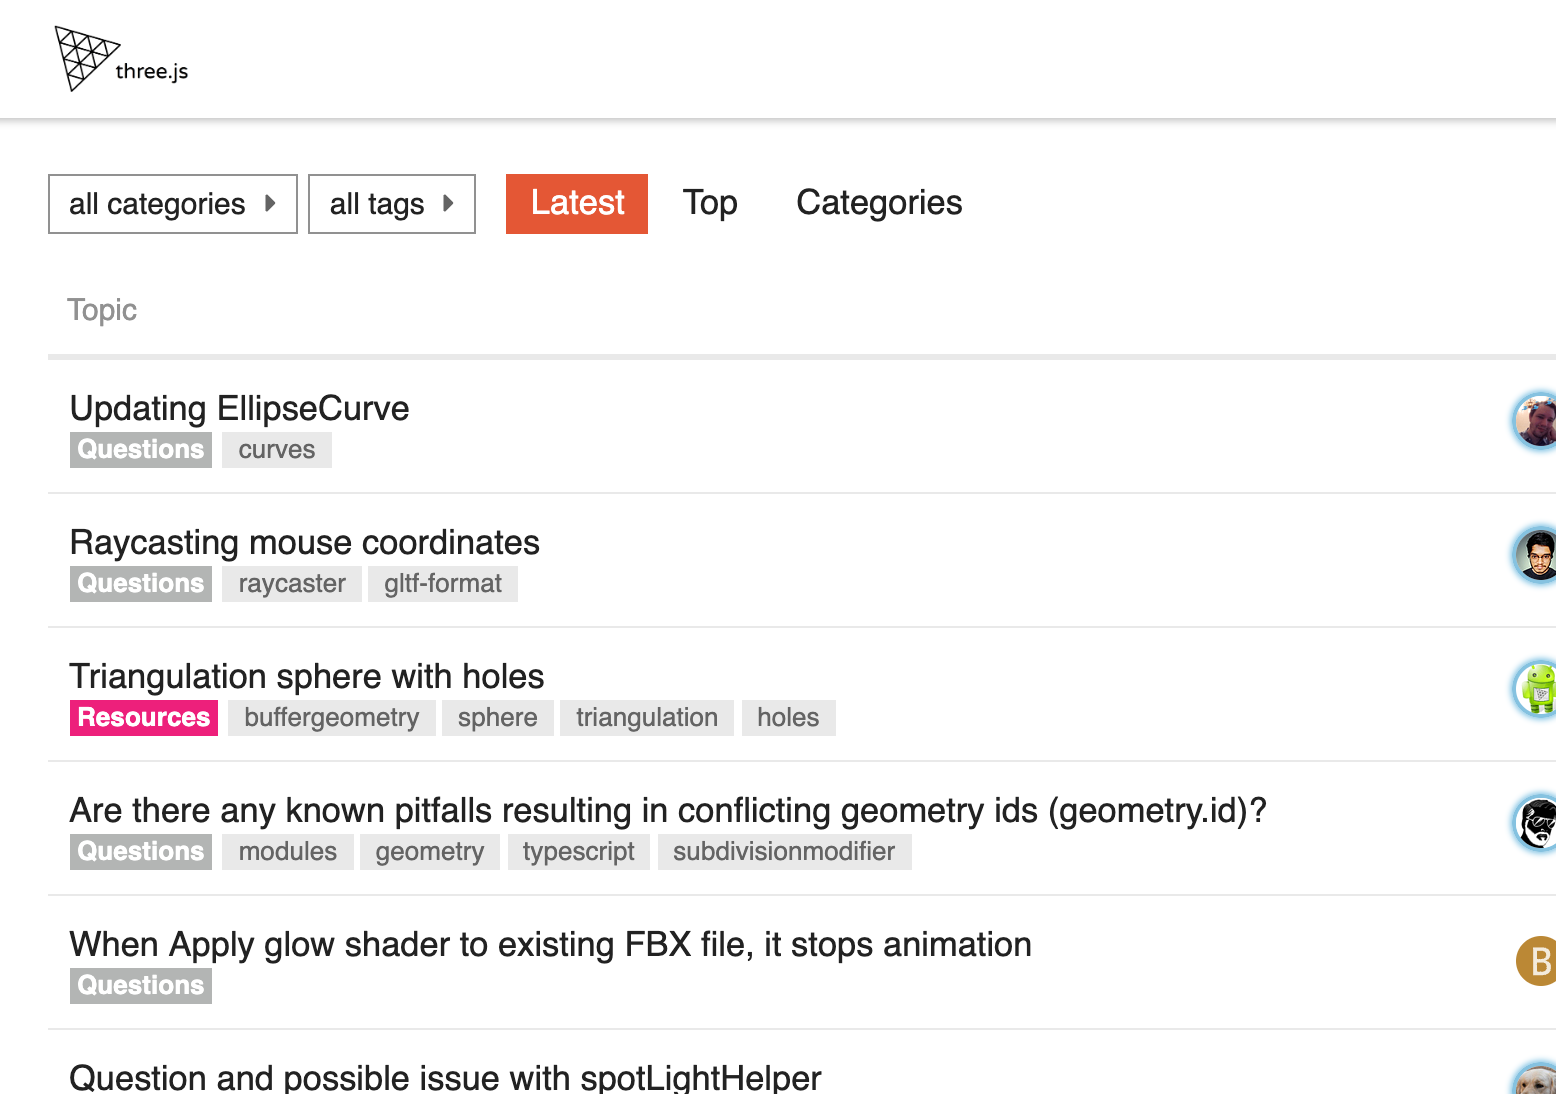 three.js
all categories
all tags
Latest
Top
Categories
Topic
Updating EllipseCurve
Questions curves
Raycasting mouse coordinates
Questions raycaster gltf-format
Triangulation sphere with holes
Resources buffergeometry sphere triangulation holes
Are there any known pitfalls resulting in conflicting geometry ids (geometry.id)?
Questions modules geometry typescript subdivisionmodifier
When Apply glow shader to existing FBX file, it stops animation
B
Questions
Question and possible issue with spotLightHelper